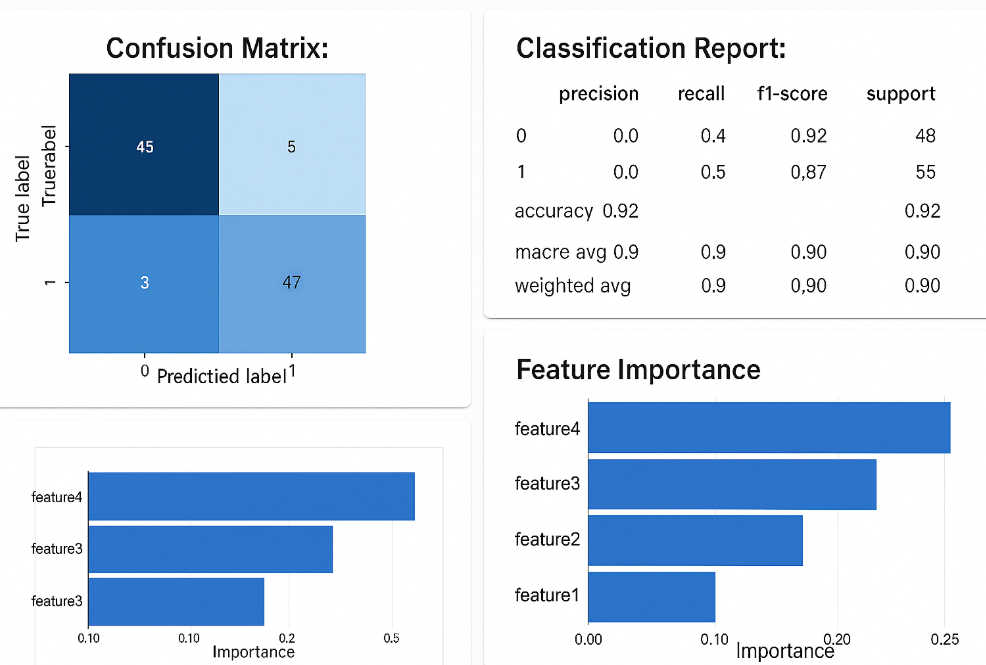 Confusion Matrix:
True label
Truerabel
45 5
1
3 47
0 Predictied label 1
Classification Report:
precision recall f1-score support
0 0.0 0.4 0.92 48
1 0.0 0.5 0,87 55
accuracy 0.92 0.92
macre avg 0.9 0.9 0.90 0.90
weighted avg 0.9 0,90 0.90
feature4
feature3
feature3
0.10 0.10 0.2 0.5
Importance
Feature Importance
feature4
feature3
feature2
feature1
0.00 0.10 0.20 0.25
Importance